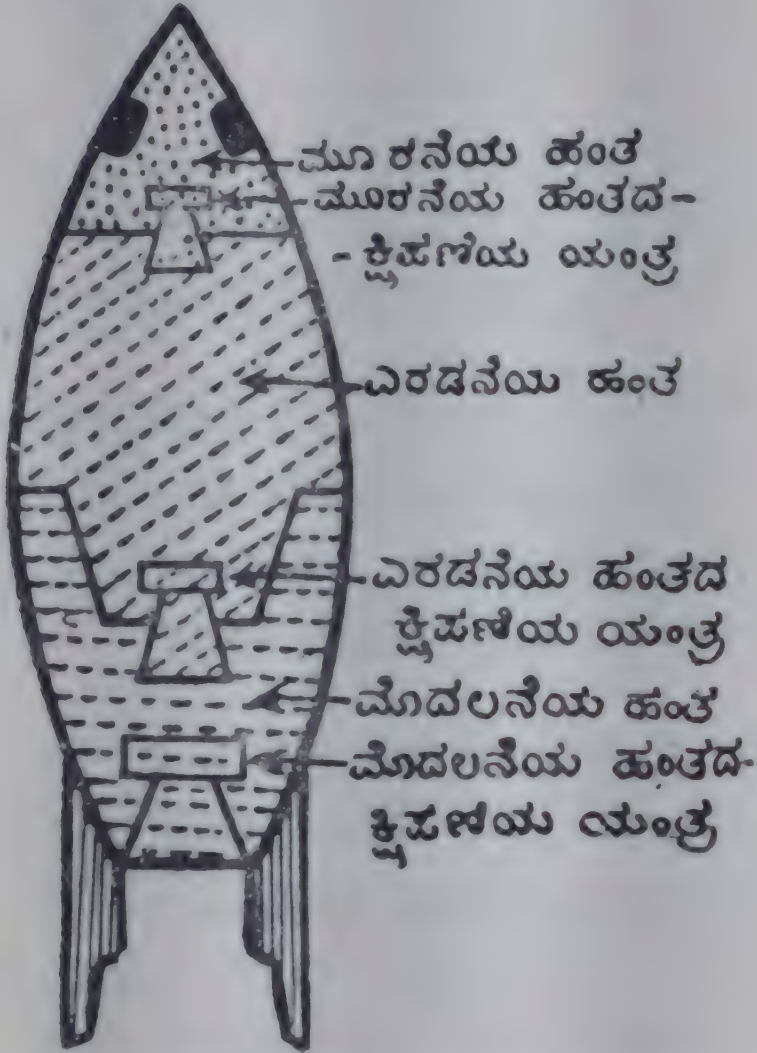 ಮೂರನೆಯ ಹಂತ
ಮೂರನೆಯ ಹಂತದ-
- ಕ್ಷಿಪಣಿಯ ಯಂತ್ರ
ಎರಡನೆಯ ಹಂತ
ಎರಡನೆಯ ಹಂತದ
ಕ್ಷಿಪಣಿಯ ಯಂತ್ರ
ಮೊದಲನೆಯ ಹಂತ
ಮೊದಲನೆಯ ಹಂತದ-
ಕ್ಷಿಪಣಿಯ ಯಂತ್ರ